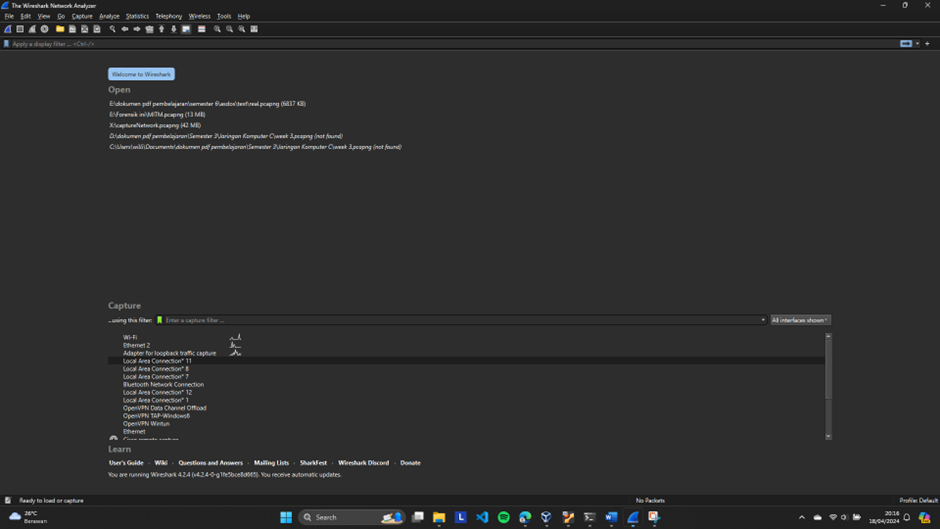 The Wireshark Network Analyzer
File Edit View Go Capture Analyze Statistics Telephony Wireless Tools Help
Apply a display filter ... <Ctrl-/>
Welcome to Wireshark
Open
E:\dokumen pdf pembelajaran\semester 6\asdos\test\real.pcapng (6837 KB)
E:\Forensik ini\MITM.pcapng (13 MB)
X:\captureNetwork.pcapng (42 MB)
D:\dokumen pdf pembelajaran\Semester 3\Jaringan Komputer C\week 3.pcapng (not found)
C:\Users\willi\Documents\dokumen pdf pembelajaran\Semester 3\Jaringan Komputer C\week 3.pcapng (not found)
Capture
...using this filter: Enter a capture filter ... All interfaces shown
Wi-Fi
Ethernet 2
Adapter for loopback traffic capture
Local Area Connection* 11
Local Area Connection* 8
Local Area Connection* 7
Bluetooth Network Connection
Local Area Connection* 12
Local Area Connection* 1
OpenVPN Data Channel Offload
OpenVPN TAP-Windows6
OpenVPN Wintun
Ethernet
Cisco remote capture
Learn
User's Guide · Wiki · Questions and Answers · Mailing Lists · SharkFest · Wireshark Discord · Donate
You are running Wireshark 4.2.4 (v4.2.4-0-g1fe5bce8d665). You receive automatic updates.
Ready to load or capture No Packets Profile: Default
26°C
Berawan
Search
20:16
18/04/2024